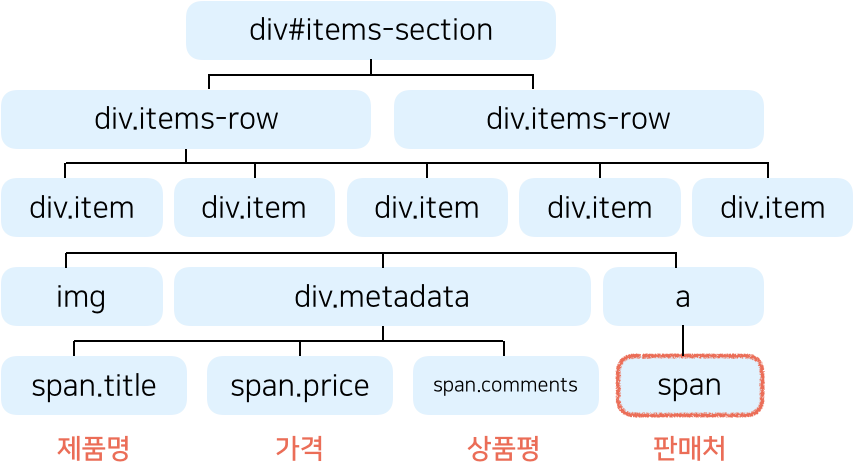 div#items-section
div.items-row div.items-row
div.item div.item div.item div.item div.item
img div.metadata a
span.title span.price span.comments span
제품명 가격 상품평 판매처